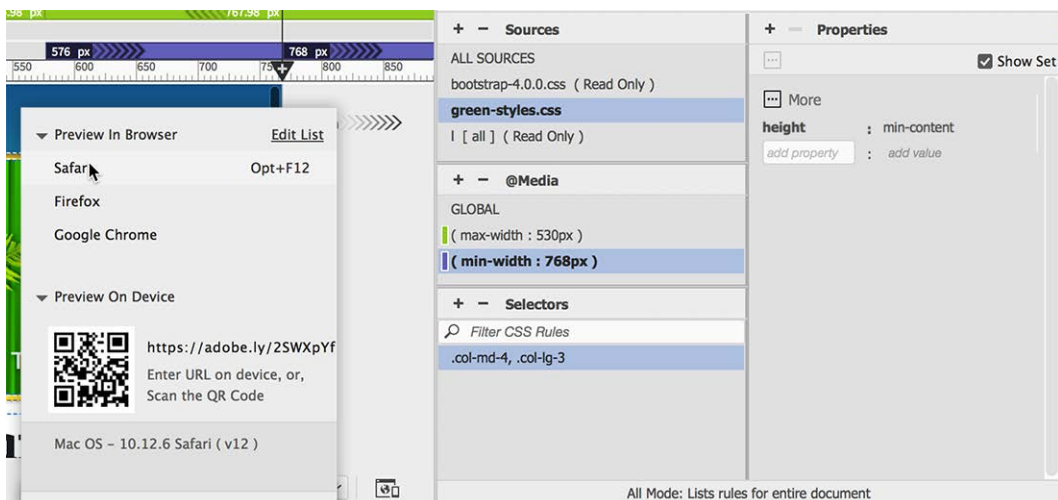 767.98 px
576 px
768 px
550
600
650
700
800
850
Preview In Browser
Edit List
Safari
Opt+F12
Firefox
Google Chrome
Preview On Device
https://adobe.ly/2SWXpYf
Enter URL on device, or,
Scan the QR Code
Mac OS – 10.12.6 Safari ( v12 )
+ − Sources
ALL SOURCES
bootstrap-4.0.0.css ( Read Only )
green-styles.css
[ all ] ( Read Only )
+ − @Media
GLOBAL
( max-width : 530px )
( min-width : 768px )
+ − Selectors
Filter CSS Rules
.col-md-4, .col-lg-3
+ − Properties
Show Set
More
height : min-content
add property : add value
All Mode: Lists rules for entire document